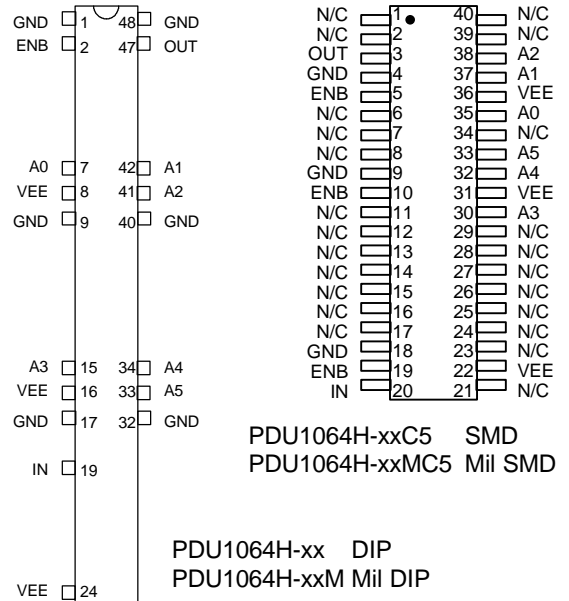 GND 1 48 GND
ENB 2 47 OUT
A0 7 42 A1
VEE 8 41 A2
GND 9 40 GND
A3 15 34 A4
VEE 16 33 A5
GND 17 32 GND
IN 19
VEE 24
N/C 1 40 N/C
N/C 2 39 N/C
OUT 3 38 A2
GND 4 37 A1
ENB 5 36 VEE
N/C 6 35 A0
N/C 7 34 N/C
N/C 8 33 A5
GND 9 32 A4
ENB 10 31 VEE
N/C 11 30 A3
N/C 12 29 N/C
N/C 13 28 N/C
N/C 14 27 N/C
N/C 15 26 N/C
N/C 16 25 N/C
N/C 17 24 N/C
GND 18 23 N/C
ENB 19 22 VEE
IN 20 21 N/C
PDU1064H-xxC5 SMD
PDU1064H-xxMC5 Mil SMD
PDU1064H-xx DIP
PDU1064H-xxM Mil DIP